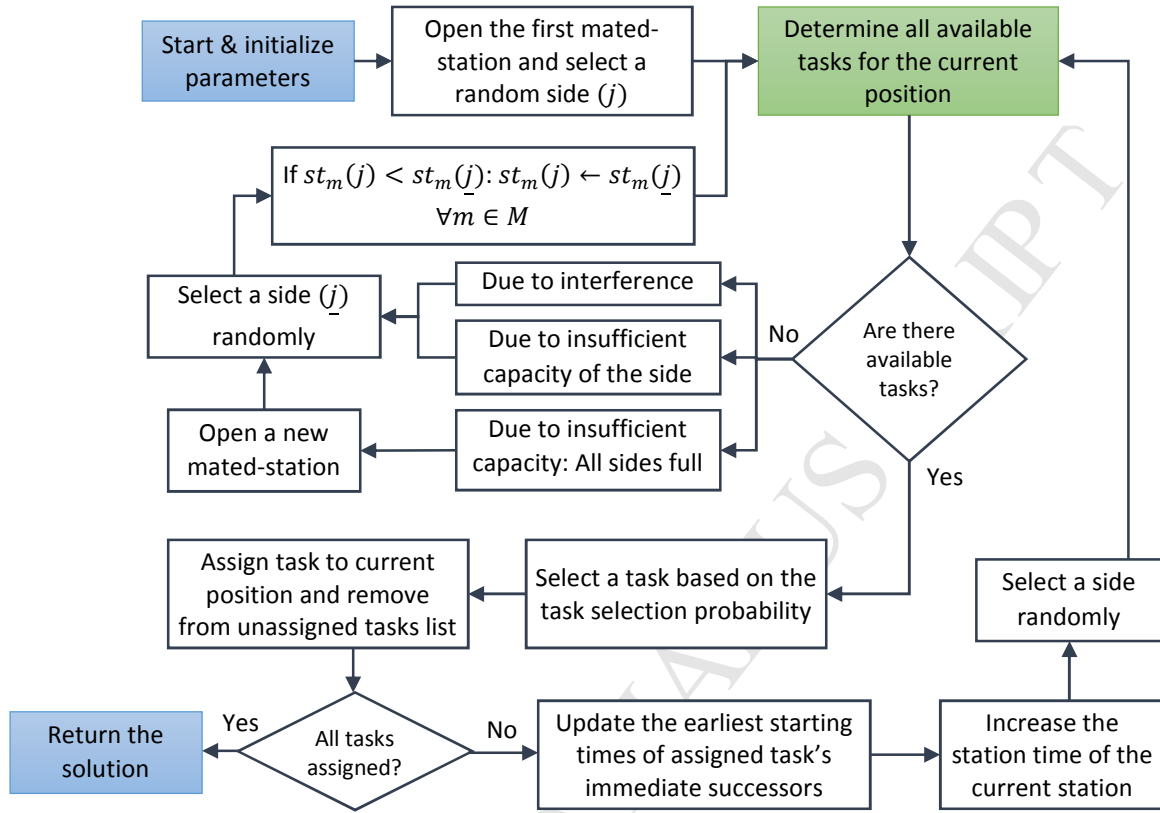 Start & initialize
parameters
Open the first mated-
station and select a
random side (j)
Determine all available
tasks for the current
position
If st_m(j) < st_m(j̲): st_m(j) ← st_m(j̲)
∀m ∈ M
Select a side (j̲)
randomly
Due to interference
Due to insufficient
capacity of the side
No
Are there
available
tasks?
Open a new
mated-station
Due to insufficient
capacity: All sides full
Yes
Assign task to current
position and remove
from unassigned tasks list
Select a task based on the
task selection probability
Select a side
randomly
Return the
solution
Yes
All tasks
assigned?
No
Update the earliest starting
times of assigned task’s
immediate successors
Increase the
station time of the
current station